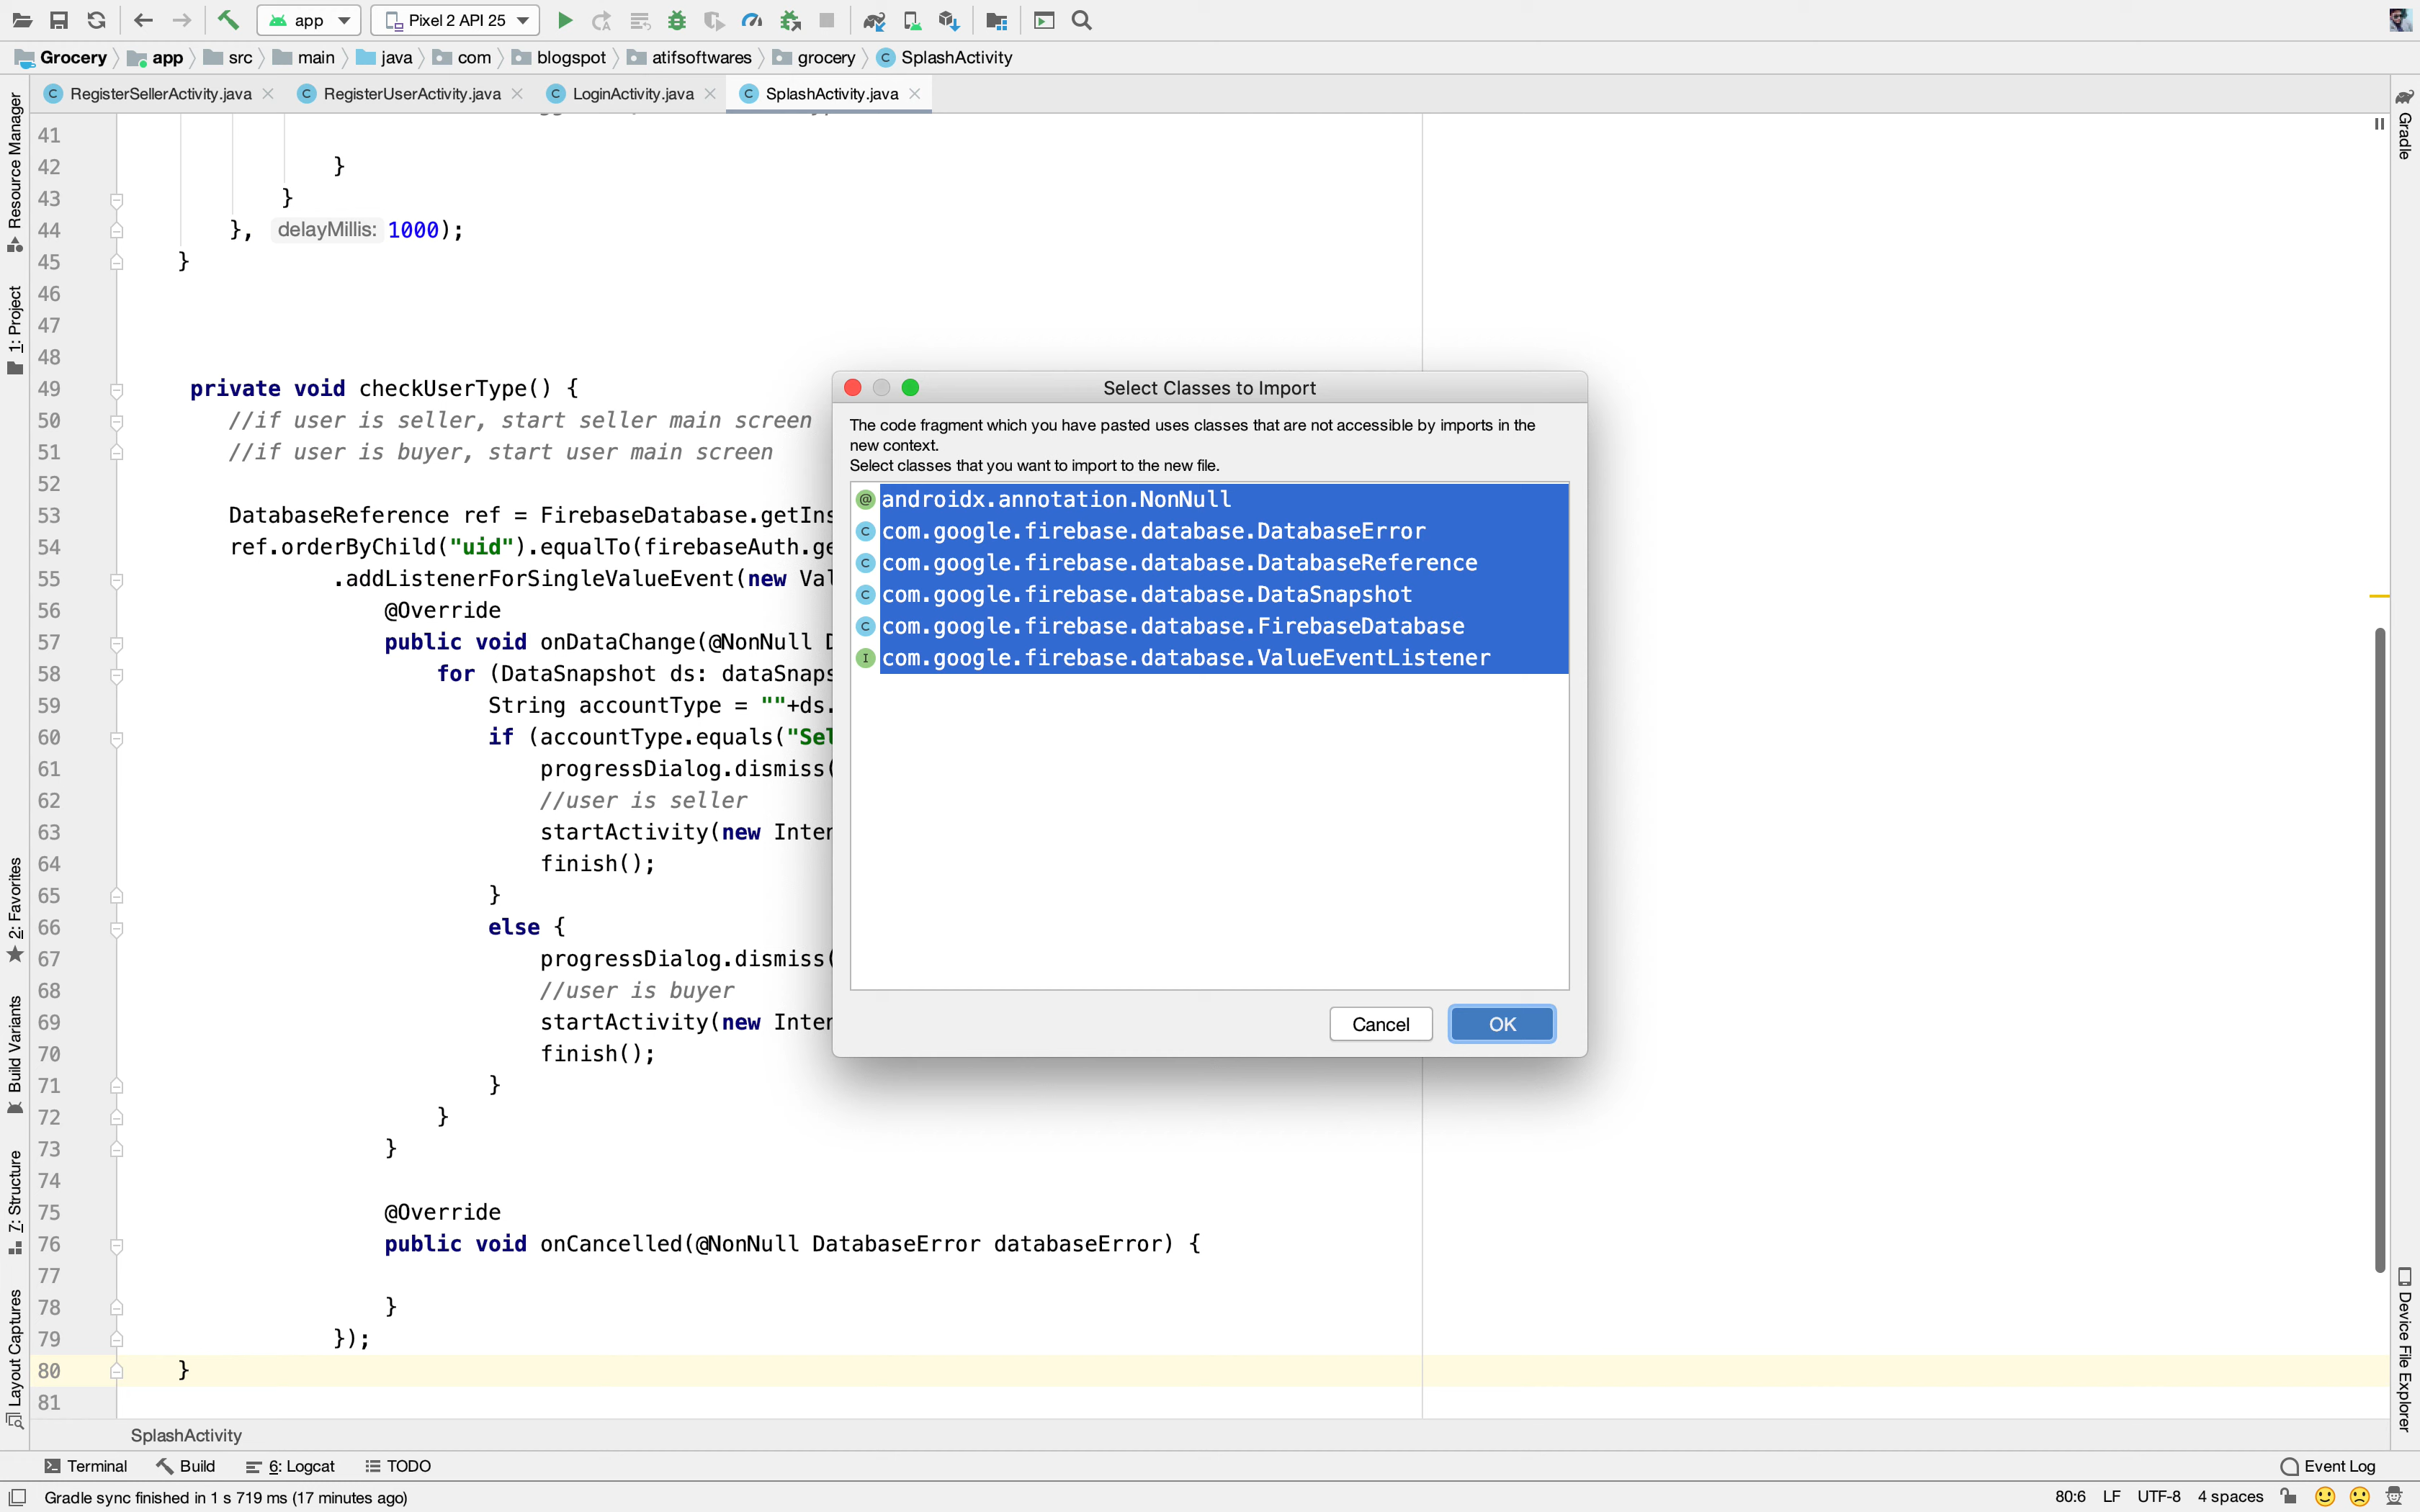 app
Pixel 2 API 25
Grocery
app
src
main
java
com
blogspot
atifsoftwares
grocery
SplashActivity
RegisterSellerActivity.java
RegisterUserActivity.java
LoginActivity.java
SplashActivity.java
Resource Manager
1: Project
2: Favorites
Build Variants
7: Structure
Layout Captures
Gradle
Device File Explorer
41
42 }
43 }
44 }, delayMillis: 1000);
45 }
46
47
48
49 private void checkUserType() {
50 //if user is seller, start seller main screen
51 //if user is buyer, start user main screen
52
53 DatabaseReference ref = FirebaseDatabase.getIns
54 ref.orderByChild("uid").equalTo(firebaseAuth.ge
55 .addListenerForSingleValueEvent(new Val
56 @Override
57 public void onDataChange(@NonNull D
58 for (DataSnapshot ds: dataSnaps
59 String accountType = ""+ds.
60 if (accountType.equals("Sel
61 progressDialog.dismiss(
62 //user is seller
63 startActivity(new Inten
64 finish();
65 }
66 else {
67 progressDialog.dismiss(
68 //user is buyer
69 startActivity(new Inten
70 finish();
71 }
72 }
73 }
74
75 @Override
76 public void onCancelled(@NonNull DatabaseError databaseError) {
77
78 }
79 });
80 }
81
Select Classes to Import
The code fragment which you have pasted uses classes that are not accessible by imports in the
new context.
Select classes that you want to import to the new file.
@ androidx.annotation.NonNull
C com.google.firebase.database.DatabaseError
C com.google.firebase.database.DatabaseReference
C com.google.firebase.database.DataSnapshot
C com.google.firebase.database.FirebaseDatabase
I com.google.firebase.database.ValueEventListener
Cancel
OK
SplashActivity
Terminal
Build
6: Logcat
TODO
Event Log
Gradle sync finished in 1 s 719 ms (17 minutes ago)
80:6 LF UTF-8 4 spaces